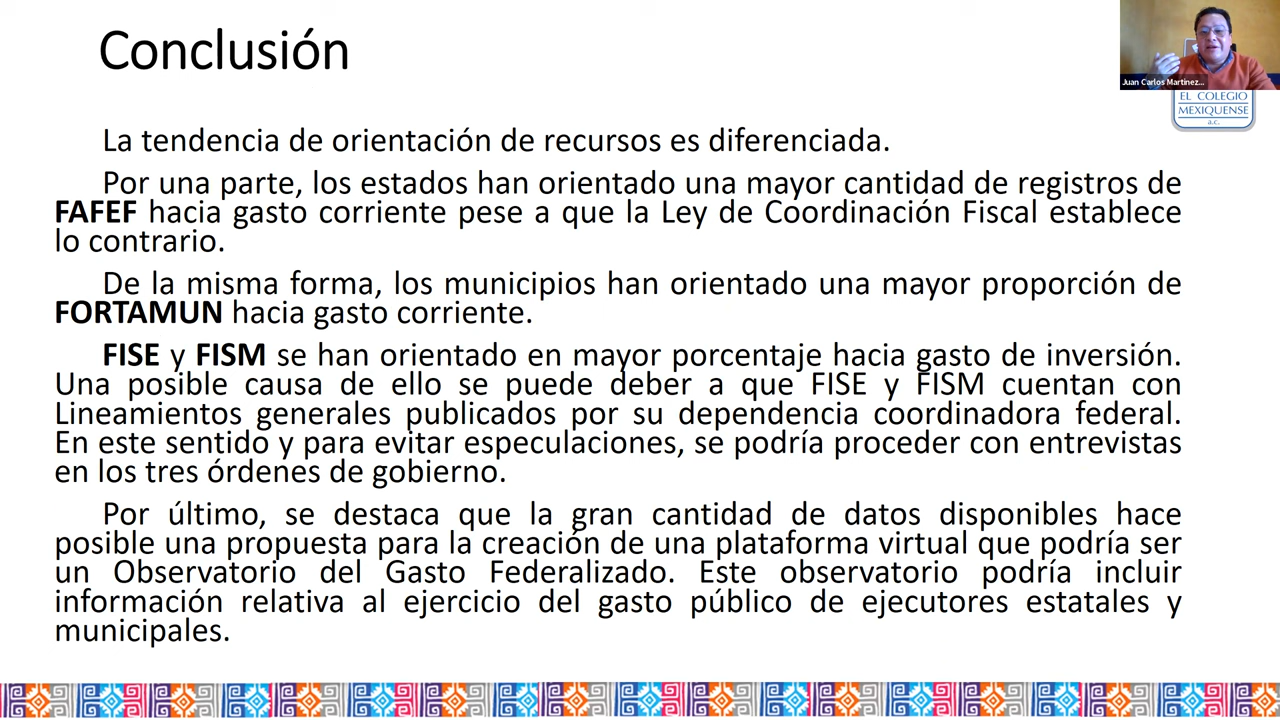 Conclusión
Juan Carlos Martinez...
EL COLEGIO
MEXIQUENSE
a.c.
La tendencia de orientación de recursos es diferenciada.
Por una parte, los estados han orientado una mayor cantidad de registros de
FAFEF hacia gasto corriente pese a que la Ley de Coordinación Fiscal establece
lo contrario.
De la misma forma, los municipios han orientado una mayor proporción de
FORTAMUN hacia gasto corriente.
FISE y FISM se han orientado en mayor porcentaje hacia gasto de inversión.
Una posible causa de ello se puede deber a que FISE y FISM cuentan con
Lineamientos generales publicados por su dependencia coordinadora federal.
En este sentido y para evitar especulaciones, se podría proceder con entrevistas
en los tres órdenes de gobierno.
Por último, se destaca que la gran cantidad de datos disponibles hace
posible una propuesta para la creación de una plataforma virtual que podría ser
un Observatorio del Gasto Federalizado. Este observatorio podría incluir
información relativa al ejercicio del gasto público de ejecutores estatales y
municipales.